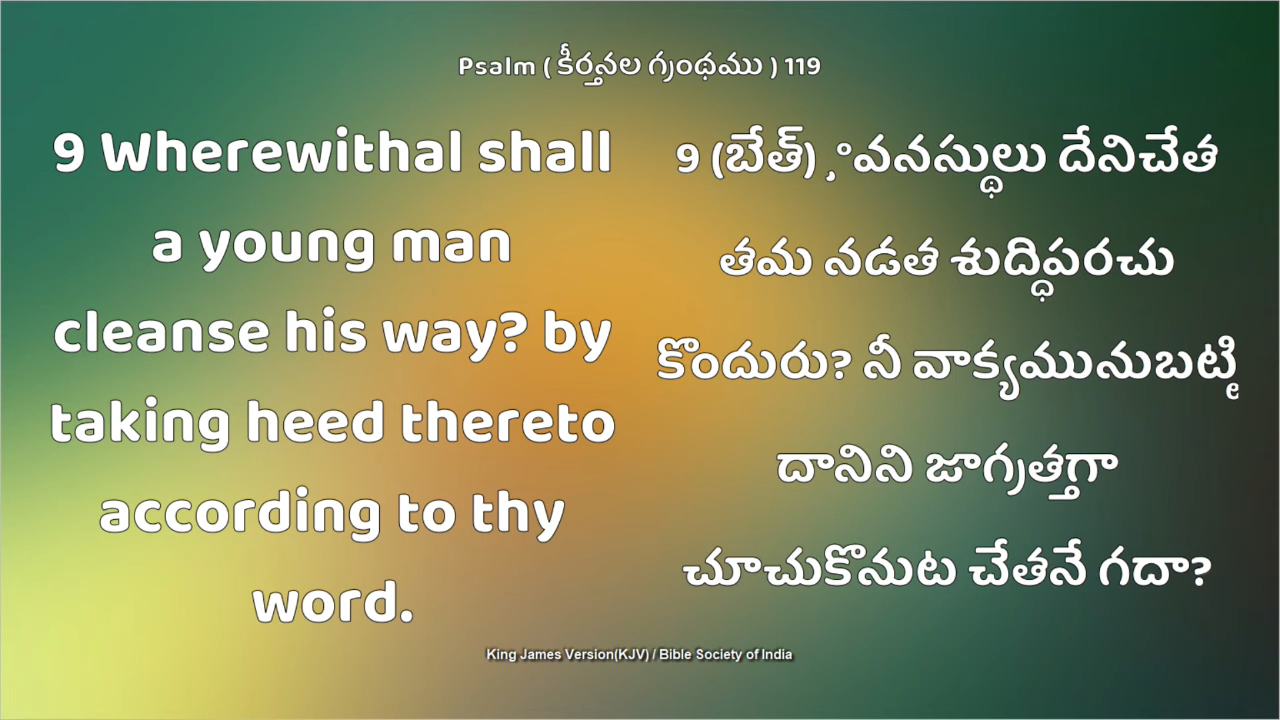 Psalm ( కీర్తనల గ్రంథము ) 119
9 Wherewithal shall
a young man
cleanse his way? by
taking heed thereto
according to thy
word.
9 (బేత్) ¸°వనస్థులు దేనిచేత
తమ నడత శుద్ధిపరచు
కొందురు? నీ వాక్యమునుబట్టి
దానిని జాగ్రత్తగా
చూచుకొనుట చేతనే గదా?
King James Version(KJV) / Bible Society of India